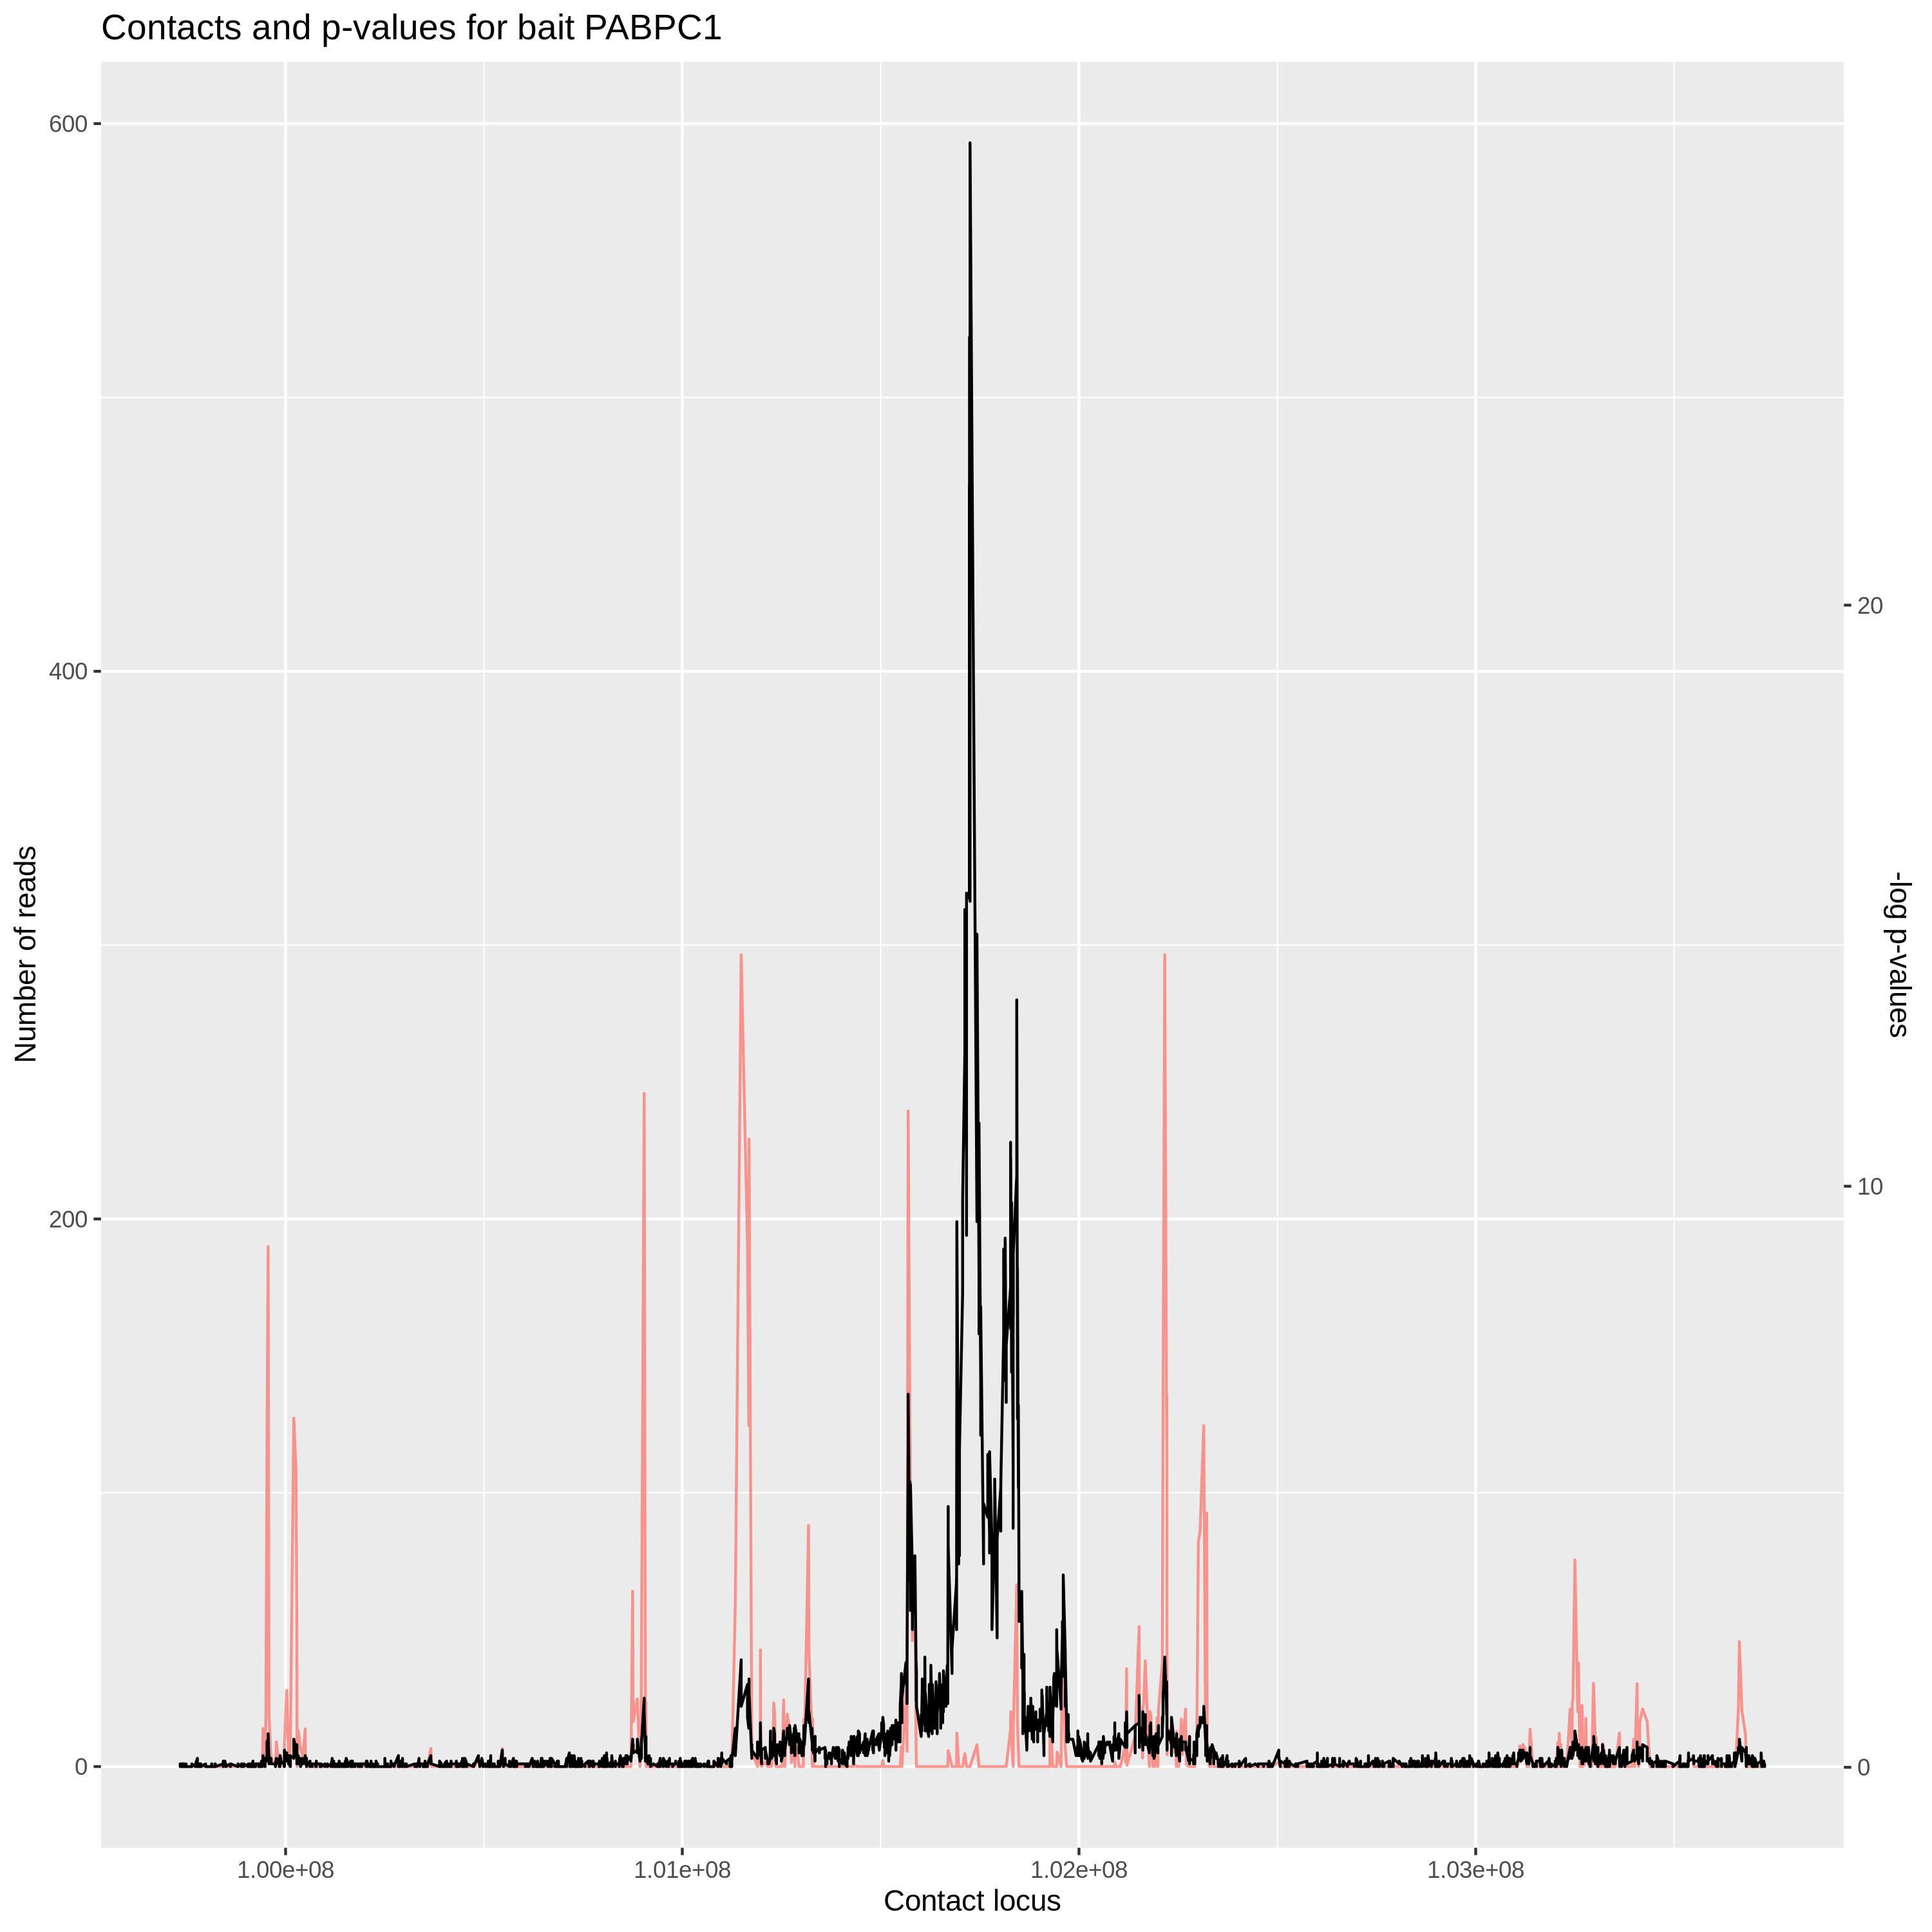 Contacts and p-values for bait PABPC1
600
400
200
0
Number of reads
20
10
0
-log p-values
1.00e+08
1.01e+08
1.02e+08
1.03e+08
Contact locus